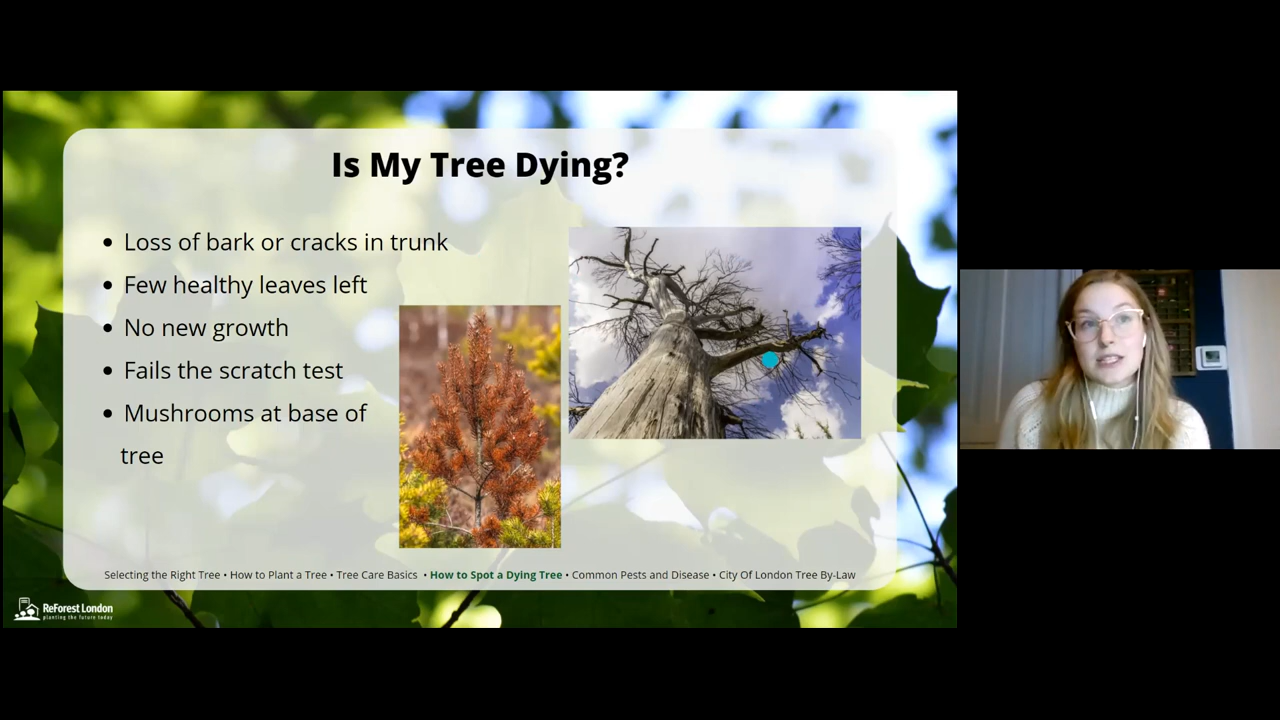 Is My Tree Dying?
• Loss of bark or cracks in trunk
• Few healthy leaves left
• No new growth
• Fails the scratch test
• Mushrooms at base of
tree
Selecting the Right Tree • How to Plant a Tree • Tree Care Basics • How to Spot a Dying Tree • Common Pests and Disease • City Of London Tree By-Law
ReForest London
planting the future today